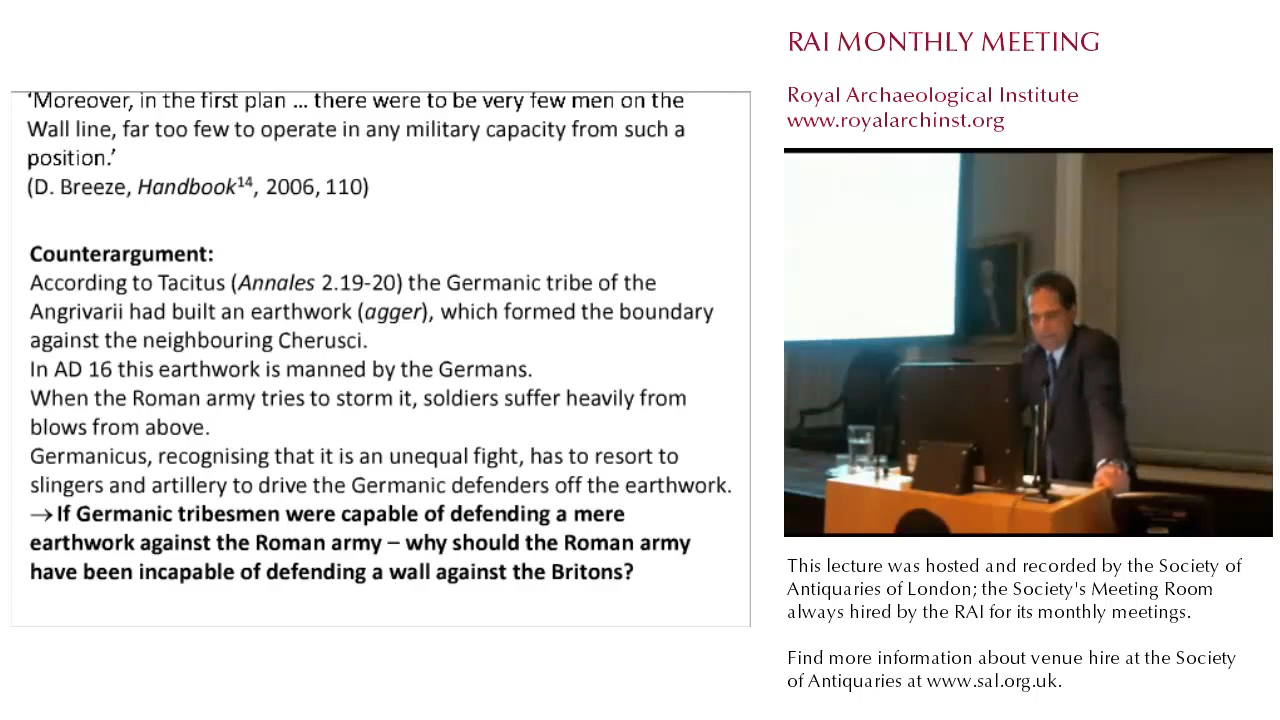 'Moreover, in the first plan … there were to be very few men on the
Wall line, far too few to operate in any military capacity from such a
position.'
(D. Breeze, Handbook¹⁴, 2006, 110)
Counterargument:
According to Tacitus (Annales 2.19-20) the Germanic tribe of the
Angrivarii had built an earthwork (agger), which formed the boundary
against the neighbouring Cherusci.
In AD 16 this earthwork is manned by the Germans.
When the Roman army tries to storm it, soldiers suffer heavily from
blows from above.
Germanicus, recognising that it is an unequal fight, has to resort to
slingers and artillery to drive the Germanic defenders off the earthwork.
→If Germanic tribesmen were capable of defending a mere
earthwork against the Roman army – why should the Roman army
have been incapable of defending a wall against the Britons?
RAI MONTHLY MEETING
Royal Archaeological Institute
www.royalarchinst.org
This lecture was hosted and recorded by the Society of
Antiquaries of London; the Society's Meeting Room
always hired by the RAI for its monthly meetings.
Find more information about venue hire at the Society
of Antiquaries at www.sal.org.uk.